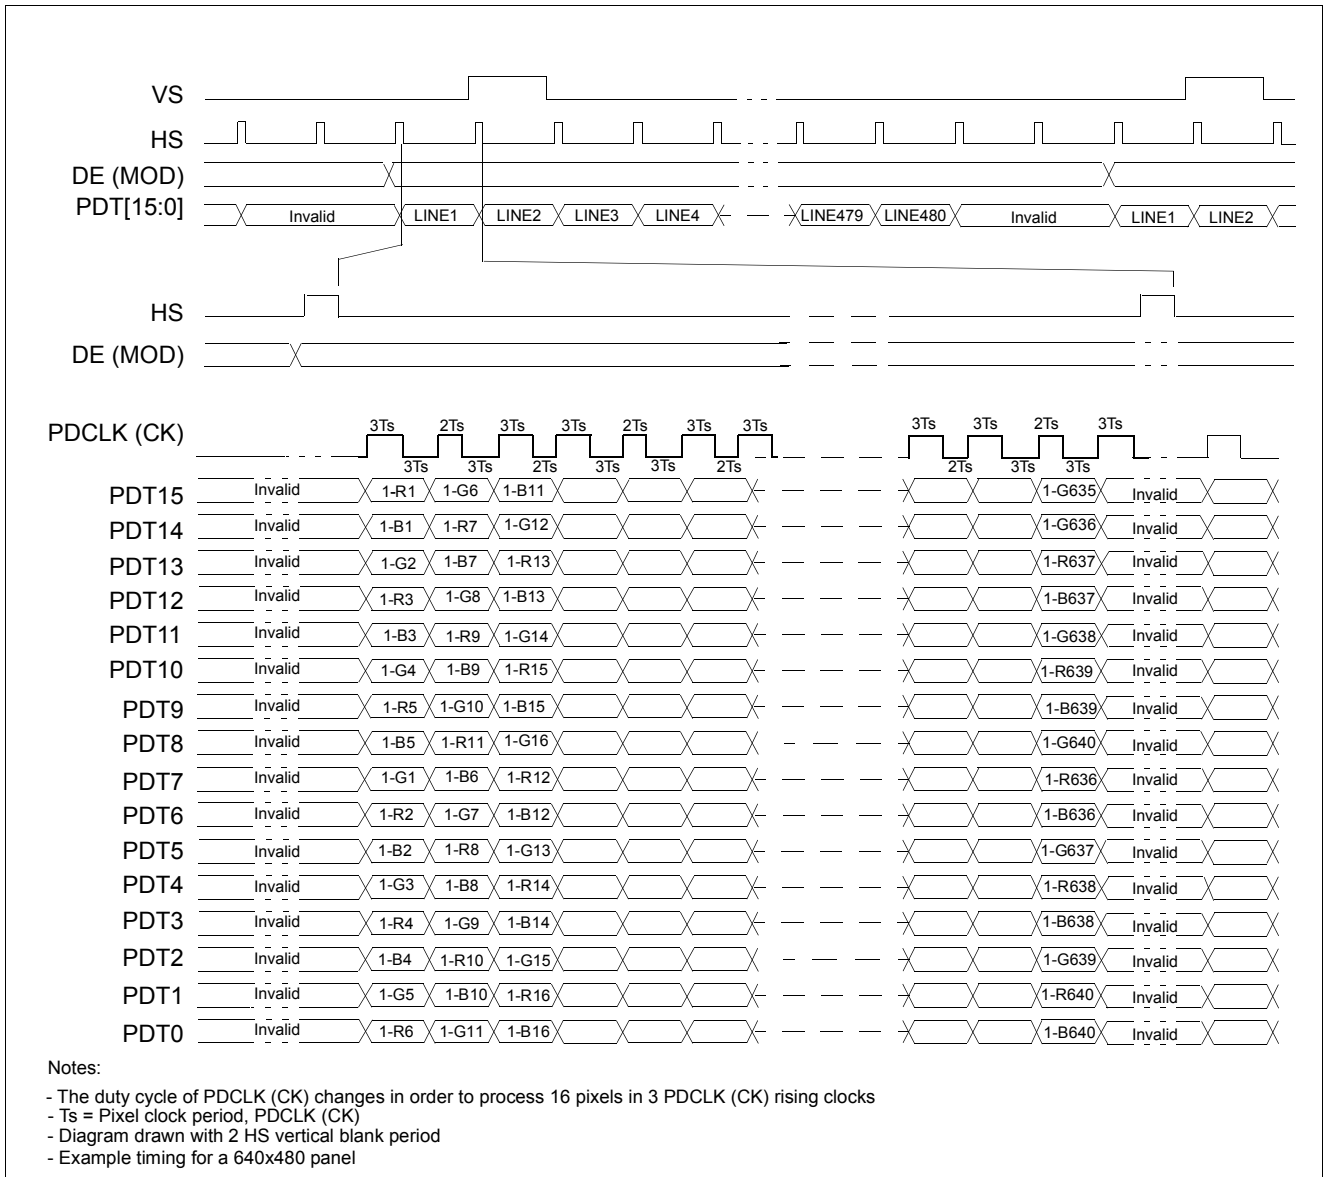 VS
HS
DE (MOD)
PDT[15:0] Invalid LINE1 LINE2 LINE3 LINE4 LINE479 LINE480 Invalid LINE1 LINE2
HS
DE (MOD)
PDCLK (CK) 3Ts 2Ts 3Ts 3Ts 2Ts 3Ts 3Ts 3Ts 3Ts 2Ts 3Ts
3Ts 3Ts 2Ts 3Ts 3Ts 2Ts 2Ts 3Ts 3Ts
PDT15 Invalid 1-R1 1-G6 1-B11 1-G635 Invalid
PDT14 Invalid 1-B1 1-R7 1-G12 1-G636 Invalid
PDT13 Invalid 1-G2 1-B7 1-R13 1-R637 Invalid
PDT12 Invalid 1-R3 1-G8 1-B13 1-B637 Invalid
PDT11 Invalid 1-B3 1-R9 1-G14 1-G638 Invalid
PDT10 Invalid 1-G4 1-B9 1-R15 1-R639 Invalid
PDT9 Invalid 1-R5 1-G10 1-B15 1-B639 Invalid
PDT8 Invalid 1-B5 1-R11 1-G16 1-G640 Invalid
PDT7 Invalid 1-G1 1-B6 1-R12 1-R636 Invalid
PDT6 Invalid 1-R2 1-G7 1-B12 1-B636 Invalid
PDT5 Invalid 1-B2 1-R8 1-G13 1-G637 Invalid
PDT4 Invalid 1-G3 1-B8 1-R14 1-R638 Invalid
PDT3 Invalid 1-R4 1-G9 1-B14 1-B638 Invalid
PDT2 Invalid 1-B4 1-R10 1-G15 1-G639 Invalid
PDT1 Invalid 1-G5 1-B10 1-R16 1-R640 Invalid
PDT0 Invalid 1-R6 1-G11 1-B16 1-B640 Invalid
Notes:
- The duty cycle of PDCLK (CK) changes in order to process 16 pixels in 3 PDCLK (CK) rising clocks
- Ts = Pixel clock period, PDCLK (CK)
- Diagram drawn with 2 HS vertical blank period
- Example timing for a 640x480 panel